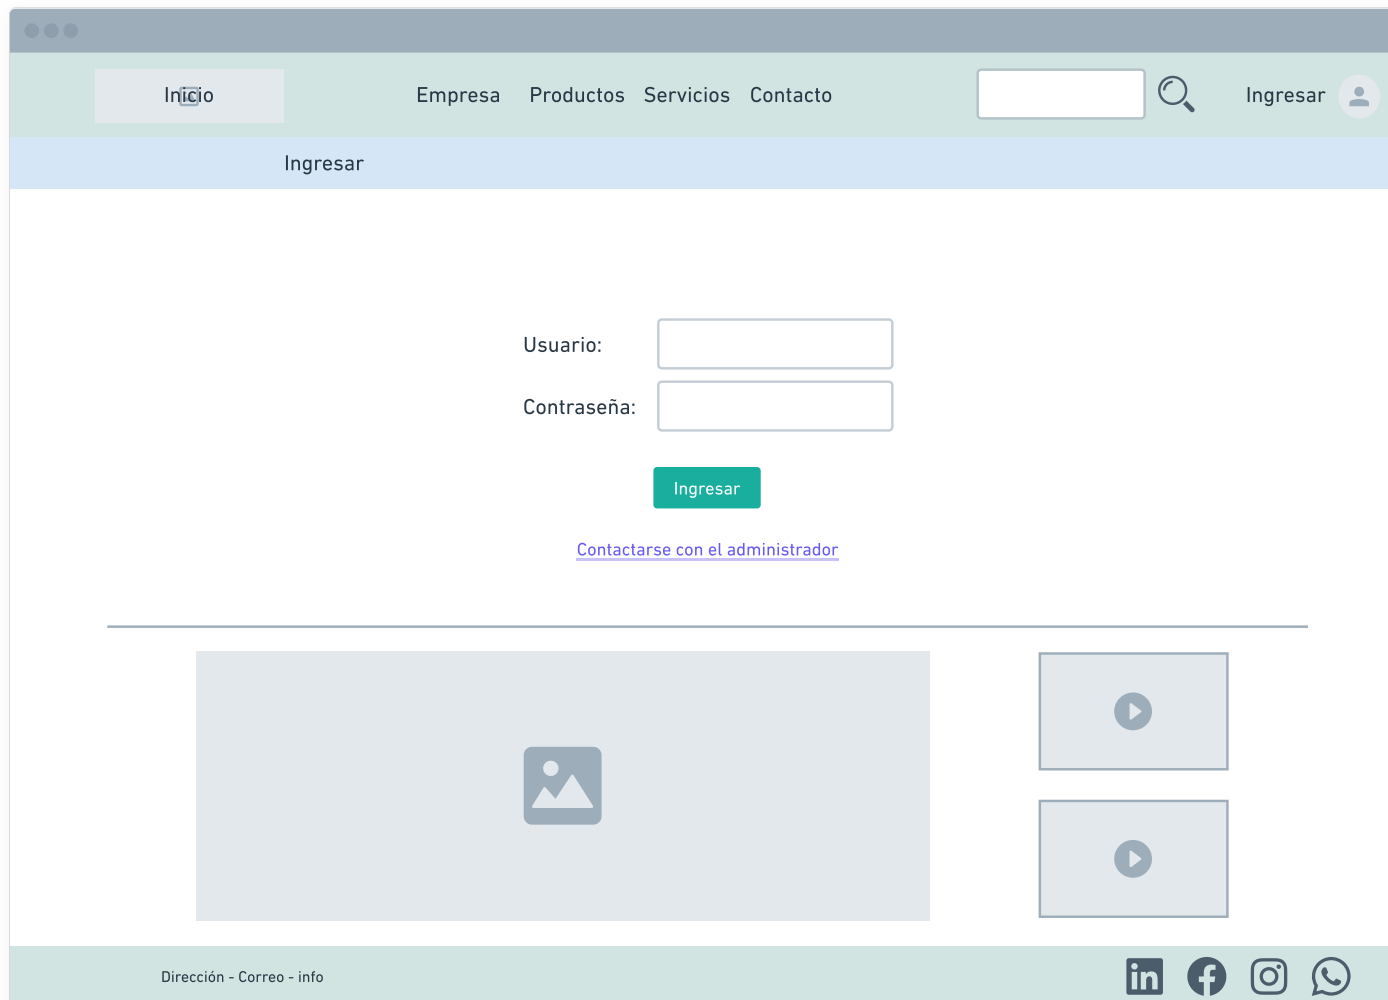 Inicio Empresa Productos Servicios Contacto Ingresar
Ingresar
Usuario:
Contraseña:
Ingresar
Contactarse con el administrador
Dirección - Correo - info